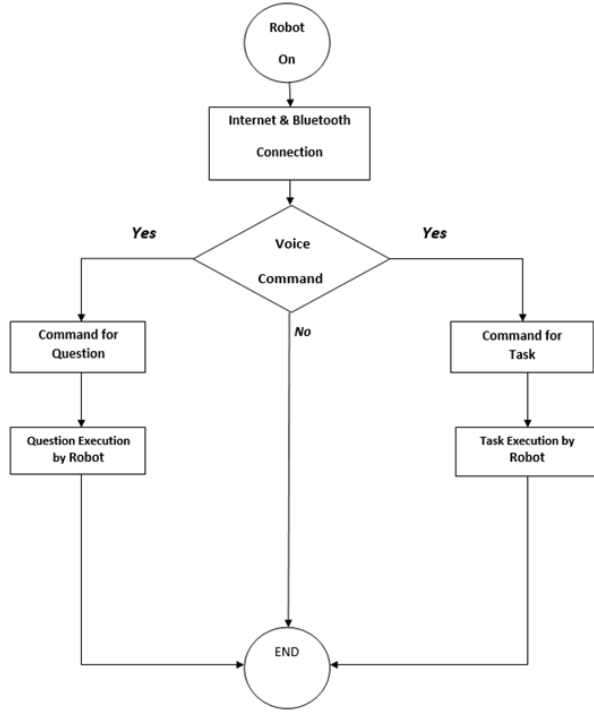 Robot
On
Internet & Bluetooth
Connection
Yes
Yes
Voice
Command
No
Command for
Question
Command for
Task
Question Execution
by Robot
Task Execution by
Robot
END